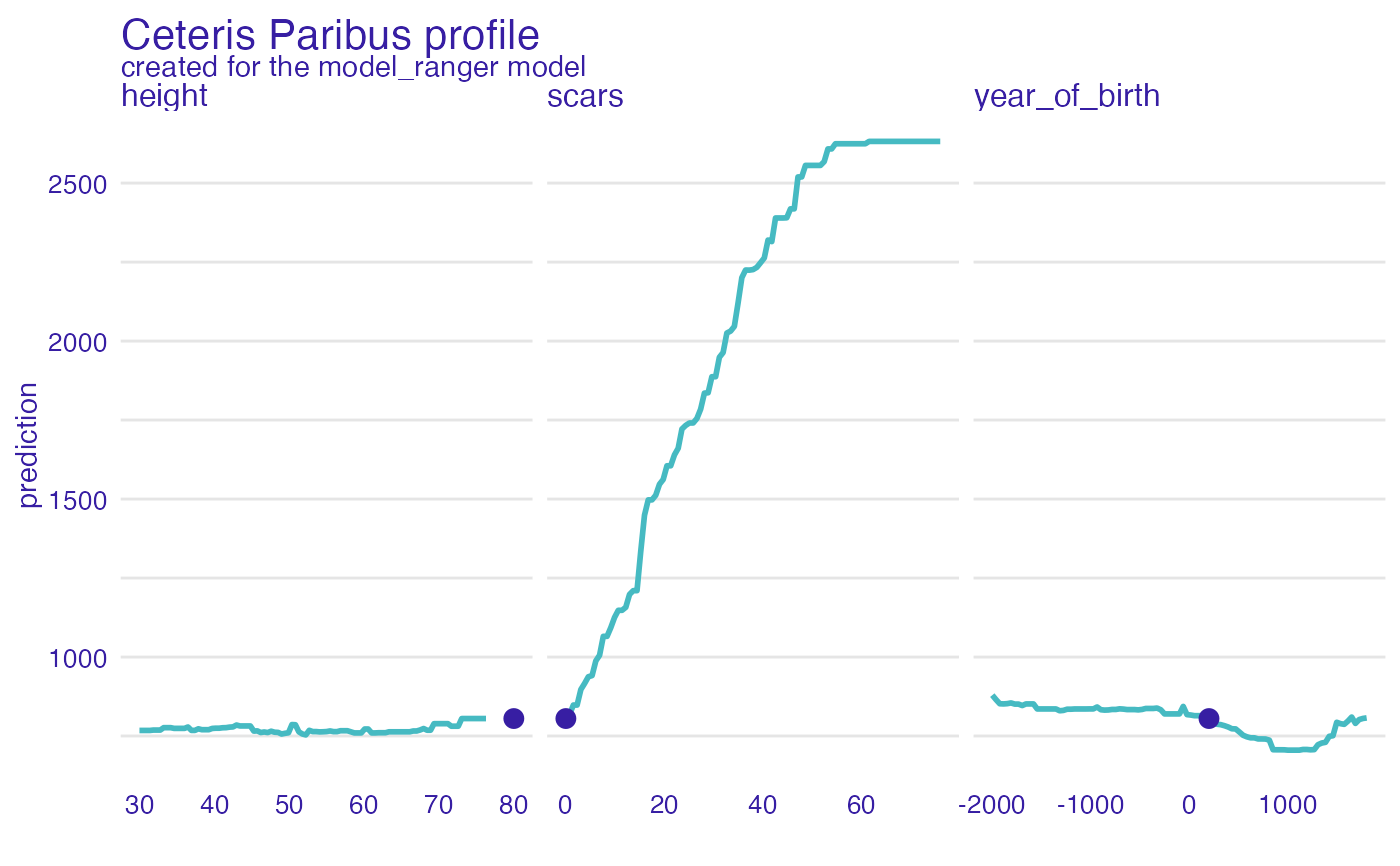 Ceteris Paribus profile
created for the model_ranger model
height scars year_of_birth
2500
2000
1500
1000
prediction
30 40 50 60 70 80 0 20 40 60 -2000 -1000 0 1000